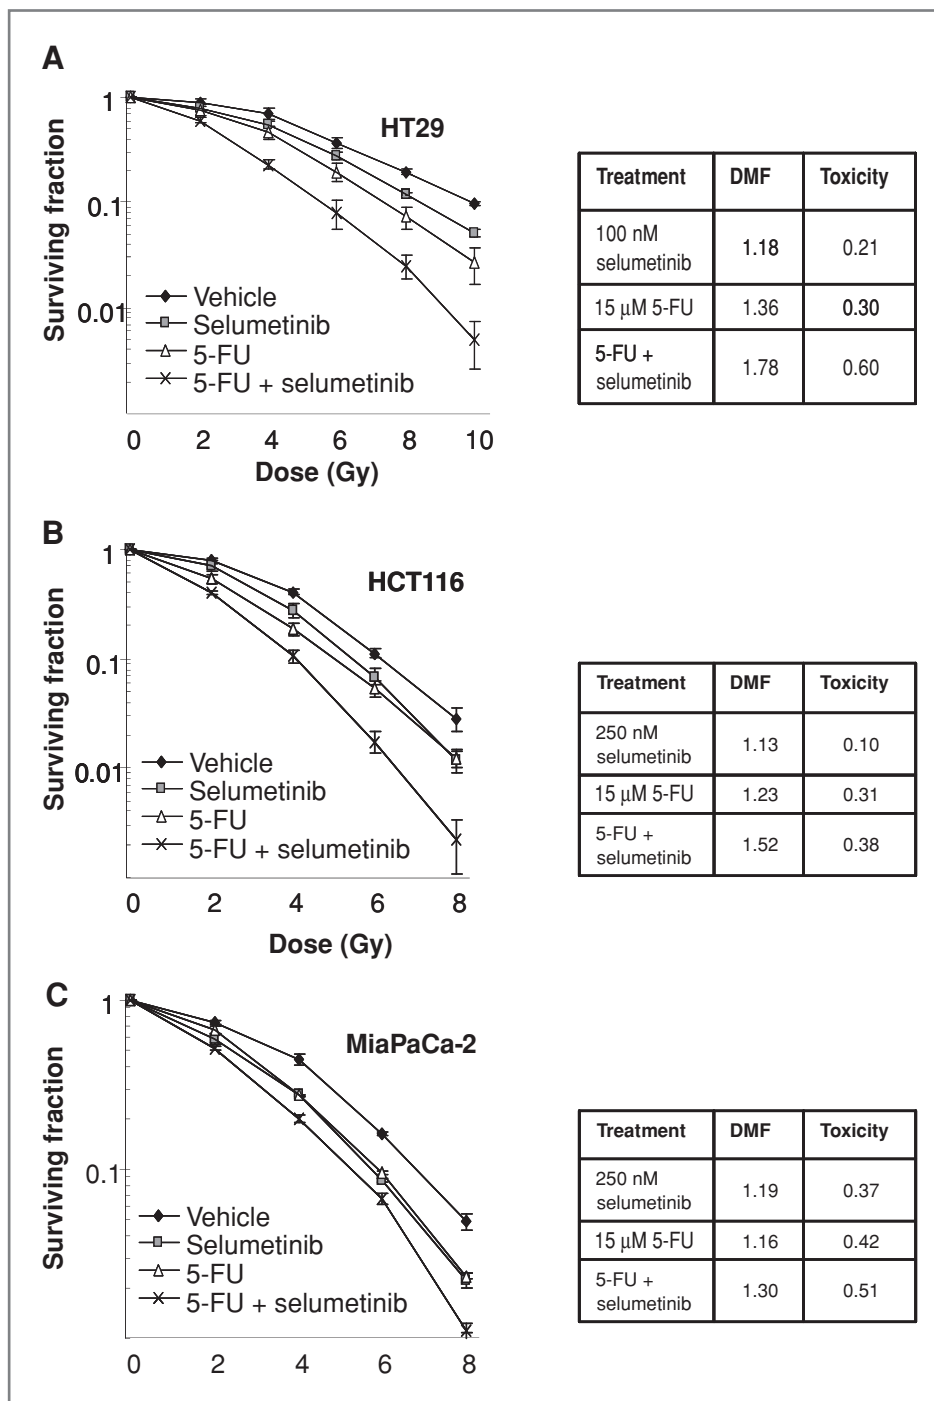 A
1
0.1
0.01
Surviving fraction
HT29
Vehicle
Selumetinib
5-FU
5-FU + selumetinib
0 2 4 6 8 10
Dose (Gy)
Treatment DMF Toxicity
100 nM
selumetinib 1.18 0.21
15 μM 5-FU 1.36 0.30
5-FU +
selumetinib 1.78 0.60
B
1
0.1
0.01
Surviving fraction
HCT116
Vehicle
Selumetinib
5-FU
5-FU + selumetinib
0 2 4 6 8
Dose (Gy)
Treatment DMF Toxicity
250 nM
selumetinib 1.13 0.10
15 μM 5-FU 1.23 0.31
5-FU +
selumetinib 1.52 0.38
C
1
0.1
Surviving fraction
MiaPaCa-2
Vehicle
Selumetinib
5-FU
5-FU + selumetinib
0 2 4 6 8
Treatment DMF Toxicity
250 nM
selumetinib 1.19 0.37
15 μM 5-FU 1.16 0.42
5-FU +
selumetinib 1.30 0.51